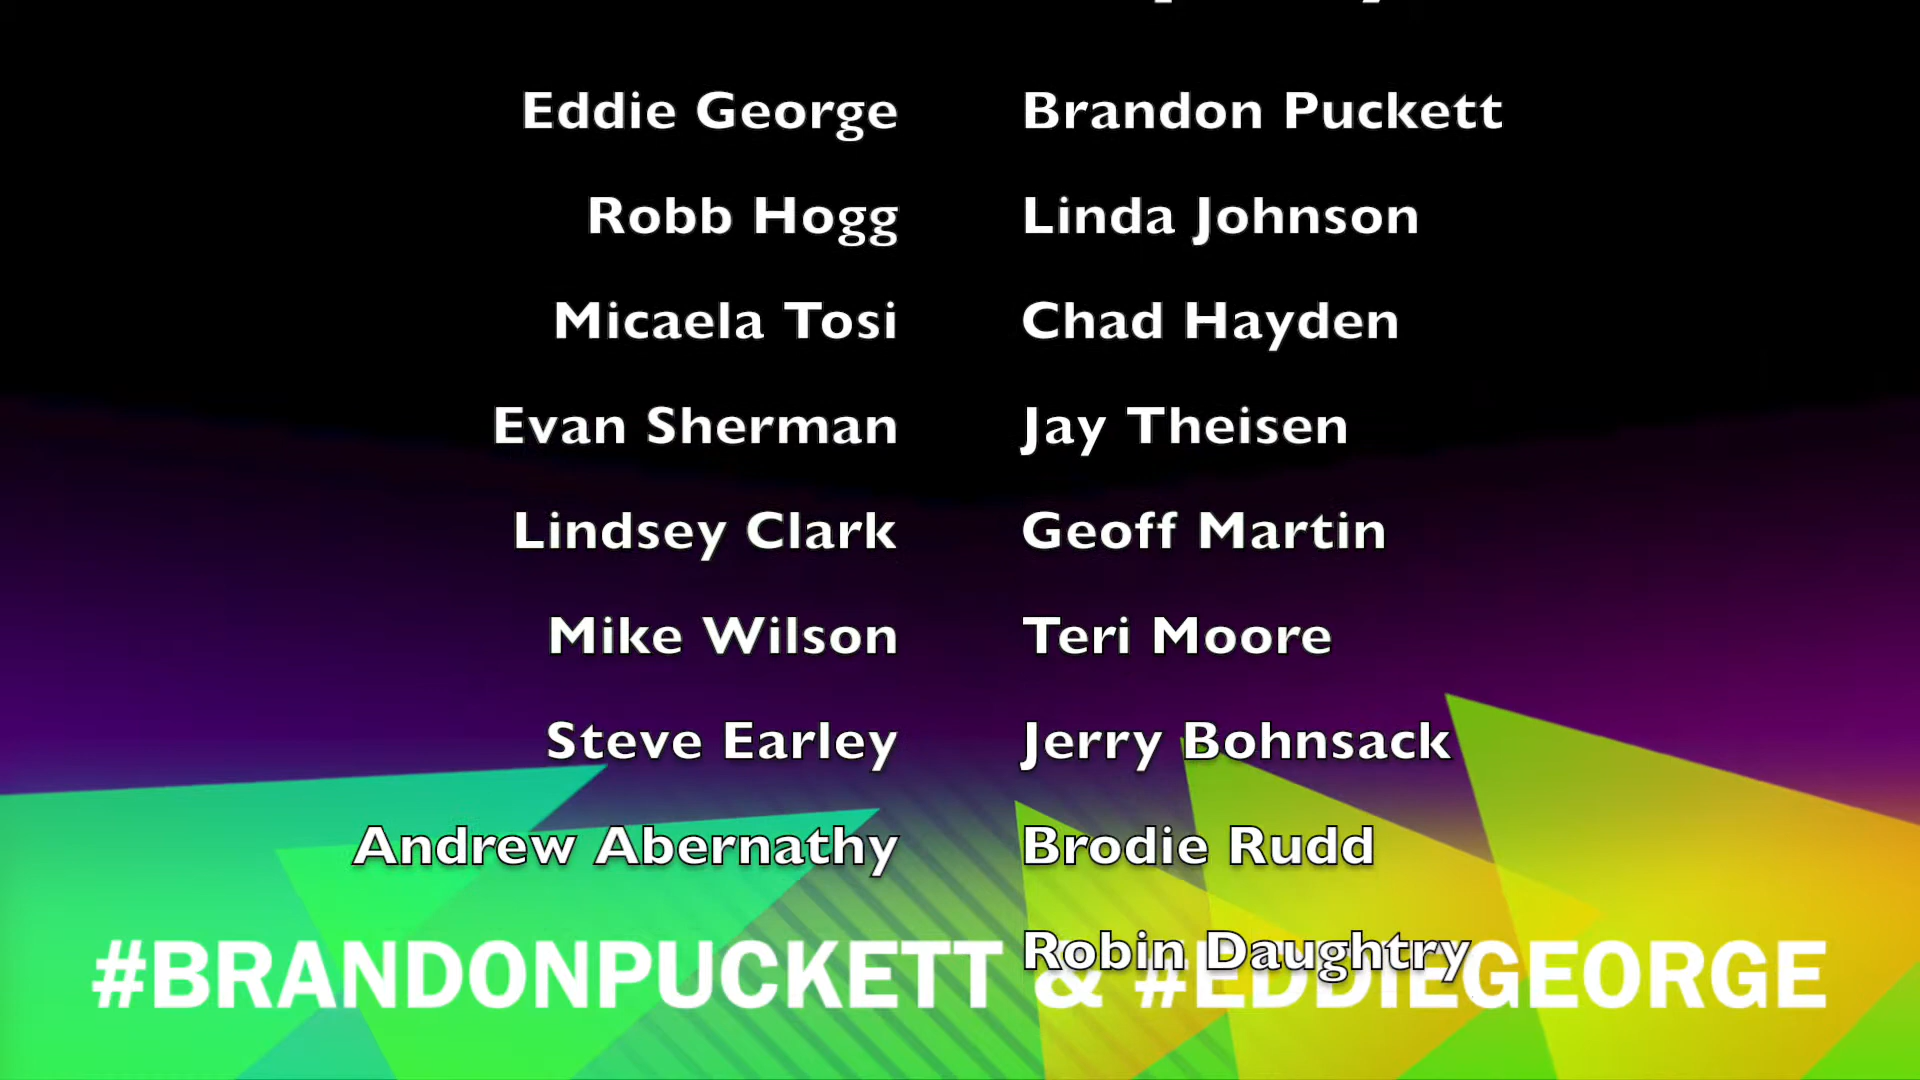 Eddie George Brandon Puckett
Robb Hogg Linda Johnson
Micaela Tosi Chad Hayden
Evan Sherman Jay Theisen
Lindsey Clark Geoff Martin
Mike Wilson Teri Moore
Steve Earley Jerry Bohnsack
Andrew Abernathy Brodie Rudd
Robin Daughtry
#BRANDONPUCKETT & #EDDIEGEORGE